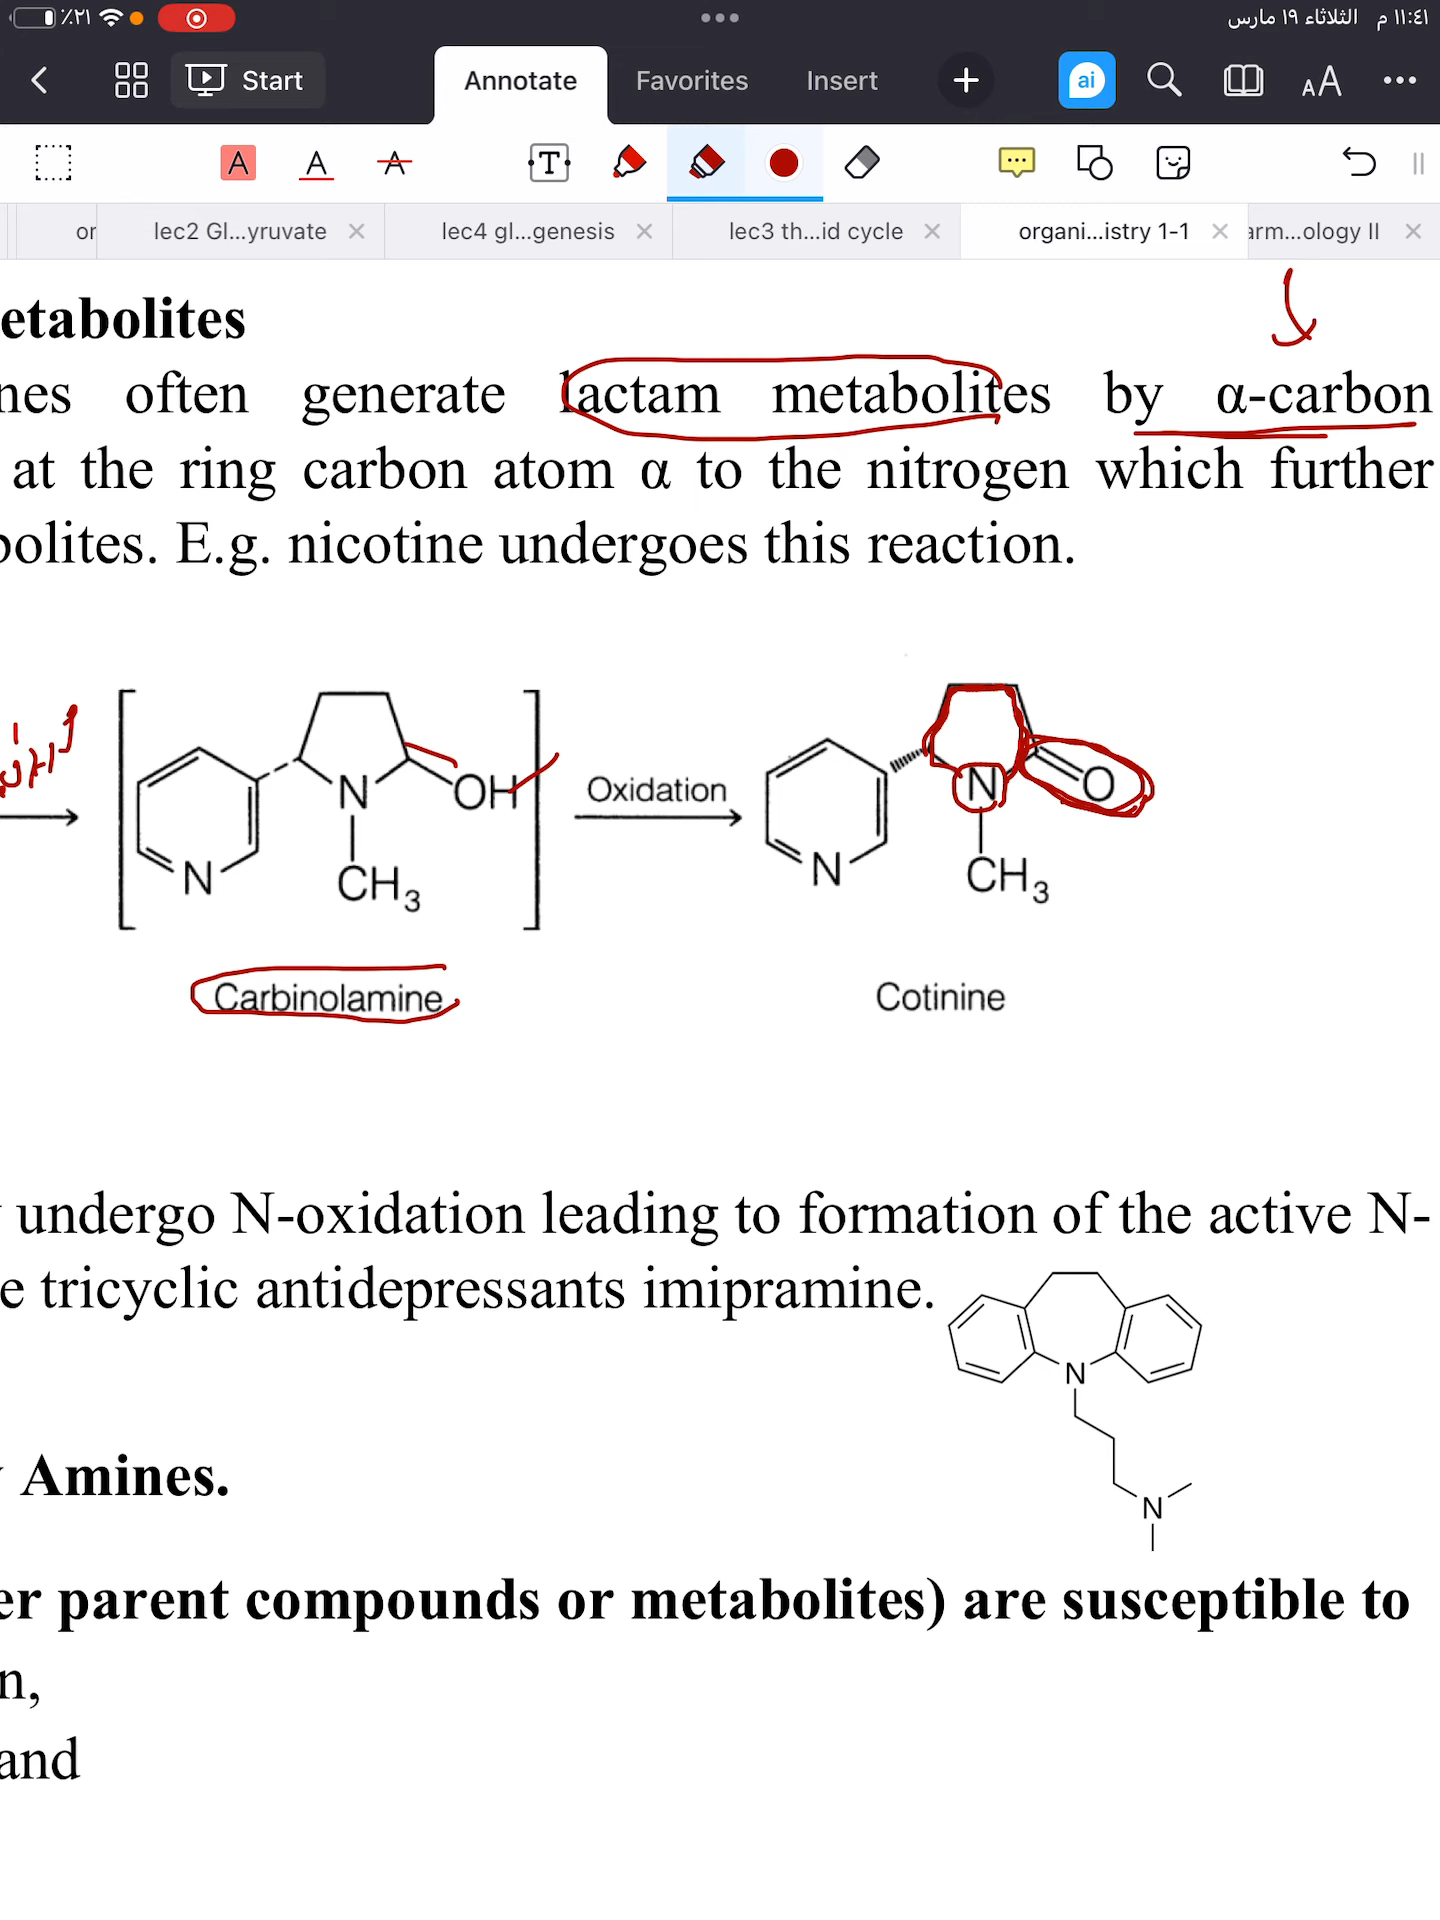 ٪٢١
١١:٤١ م الثلاثاء ١٩ مارس
Start
Annotate
Favorites
Insert
ai
AA
A A A T
or
lec2 Gl...yruvate
lec4 gl...genesis
lec3 th...id cycle
organi...istry 1-1
arm...ology II
etabolites
nes often generate lactam metabolites by α-carbon
at the ring carbon atom α to the nitrogen which further
bolites. E.g. nicotine undergoes this reaction.
N
N
CH3
OH
Oxidation
N
N
CH3
O
Carbinolamine
Cotinine
undergo N-oxidation leading to formation of the active N-
e tricyclic antidepressants imipramine.
N
N
Amines.
er parent compounds or metabolites) are susceptible to
n,
and